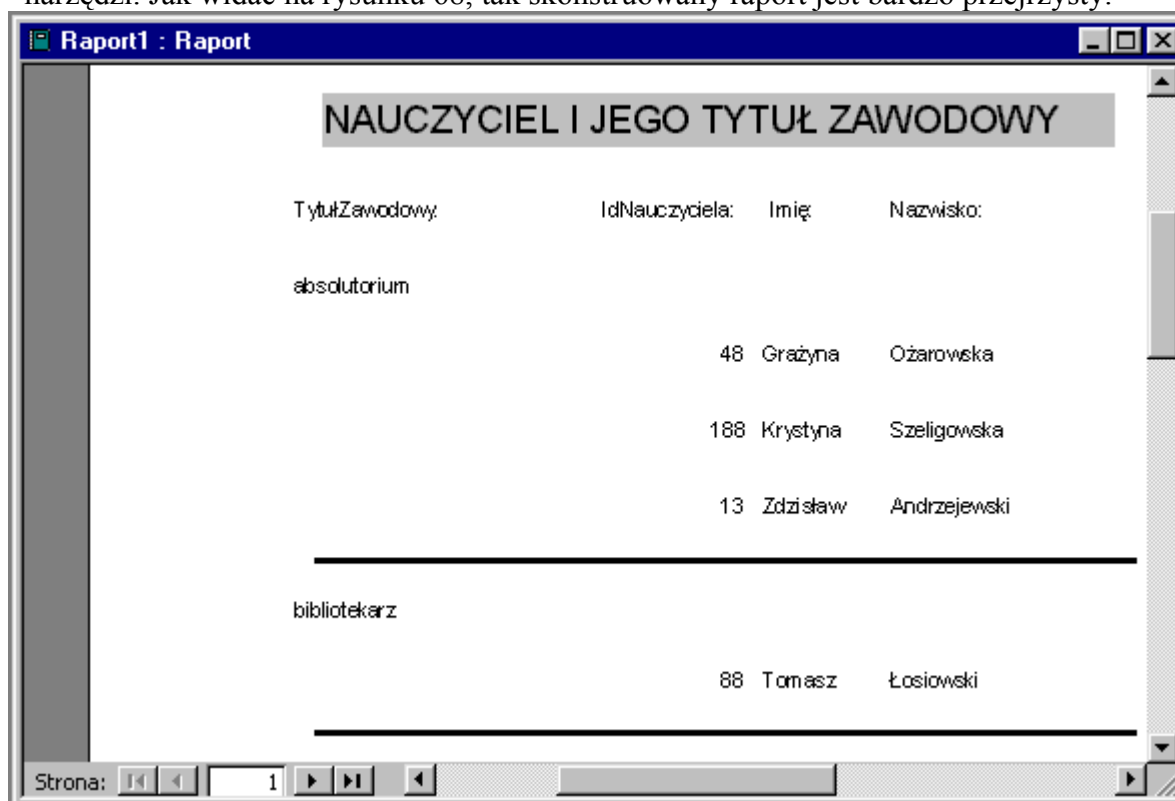 narzędzi. Jak widać na rysunku 68, tak skonstruowany raport jest bardzo przejrzysty.
Raport1 : Raport
NAUCZYCIEL I JEGO TYTUŁ ZAWODOWY
TytułZawodowy: IdNauczyciela: Imię: Nazwisko:
absolutorium
48 Grażyna Ożarowska
188 Krystyna Szeligowska
13 Zdzisław Andrzejewski
bibliotekarz
88 Tomasz Łosiowski
Strona: 1